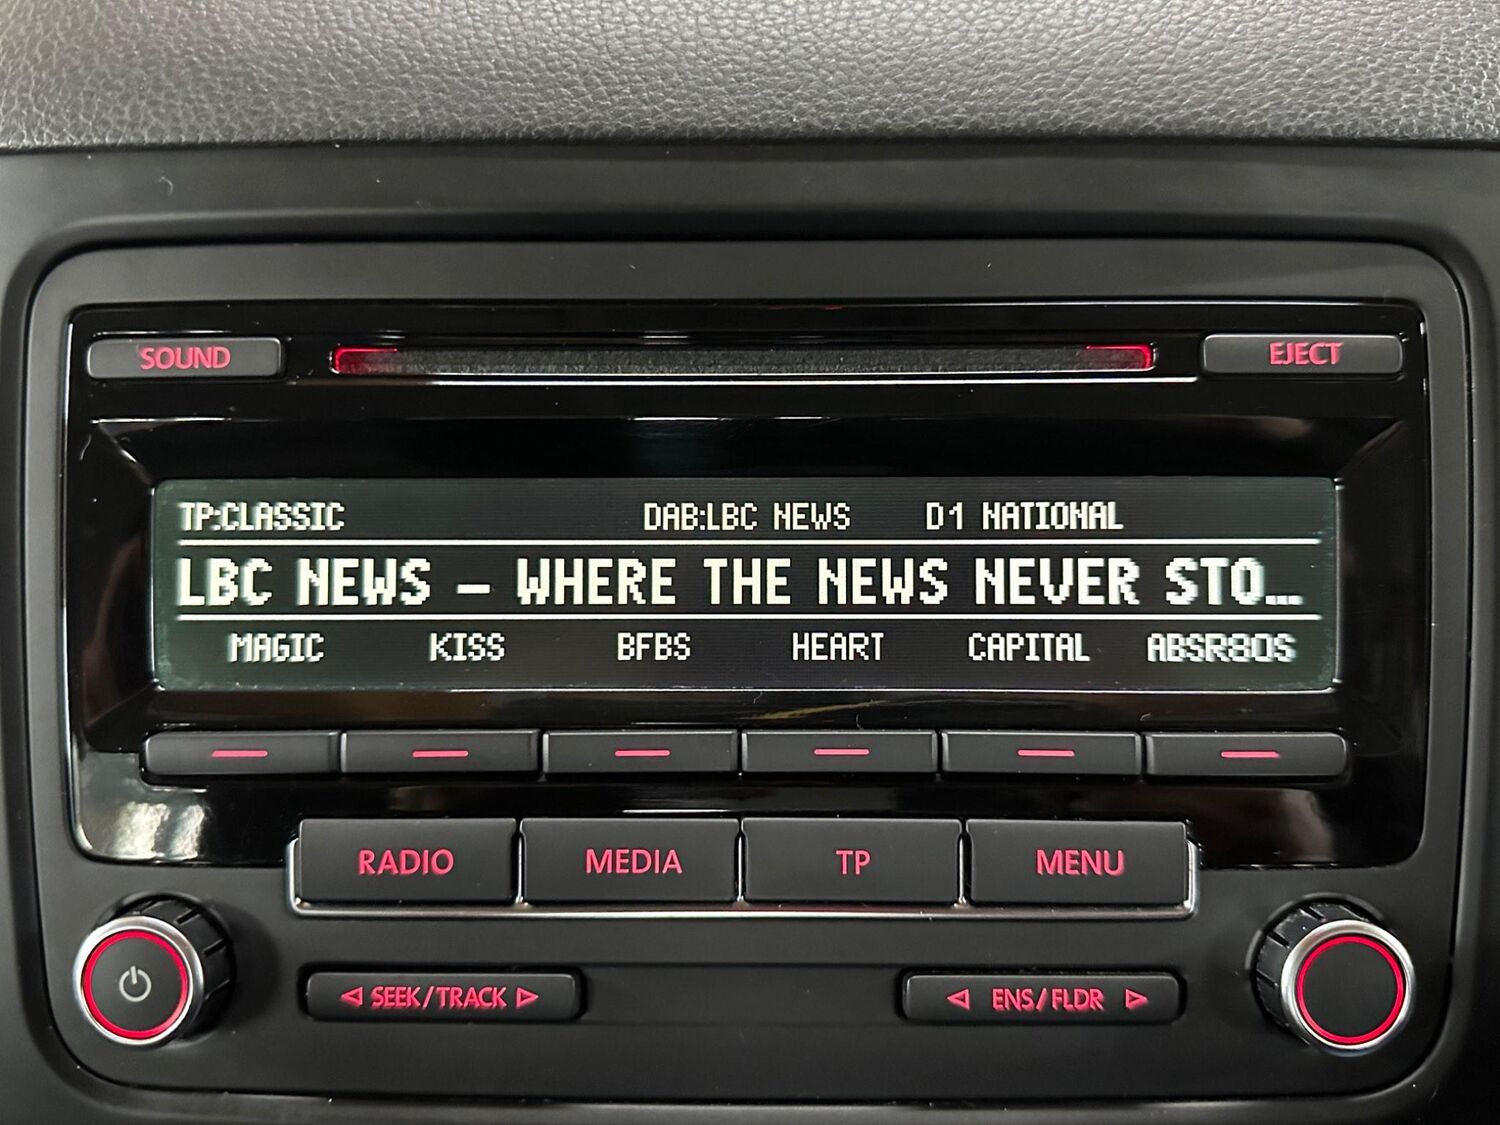 SOUND EJECT
TP:CLASSIC DAB:LBC NEWS D1 NATIONAL
LBC NEWS - WHERE THE NEWS NEVER STO...
MAGIC KISS BFBS HEART CAPITAL ABSR80S
RADIO MEDIA TP MENU
SEEK/TRACK ENS/FLDR